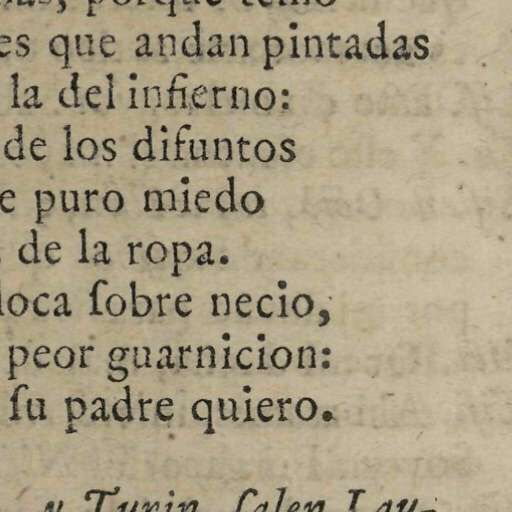 porque temo
es que andan pintadas
la del infierno:
de los difuntos
e puro miedo
de la ropa.
loca ſobre necio,
peor guarnicion:
ſu padre quiero.
y Turin, ſalen Lau-